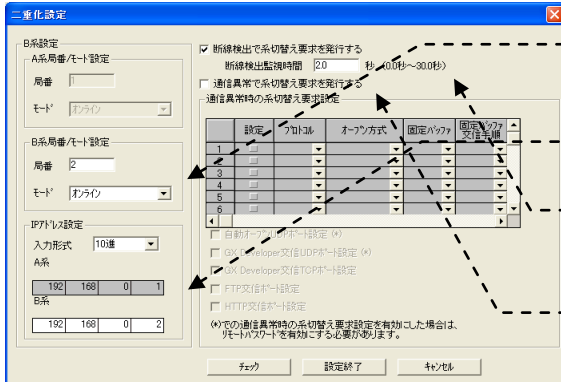 二重化設定
B系設定
A系局番/モード設定
局番 1
モード オンライン
B系局番/モード設定
局番 2
モード オンライン
IPアドレス設定
入力形式 10進
A系
192 168 0 1
B系
192 168 0 2
断線検出で系切替え要求を発行する
断線検出監視時間 2.0 秒 (0.0秒～30.0秒)
通信異常で系切替え要求を発行する
通信異常時の系切替え要求設定
設定 プロトコル オープン方式 固定バッファ 固定バッファ
交信手順
1
2
3
4
5
6
自動オープンUDPポート設定 (*)
GX Developer交信UDPポート設定 (*)
GX Developer交信TCPポート設定
FTP交信ポート設定
HTTP交信ポート設定
(*)での通信異常時の系切替え要求設定を有効にした場合は、
リモートパスワードを有効にする必要があります。
チェック 設定終了 キャンセル